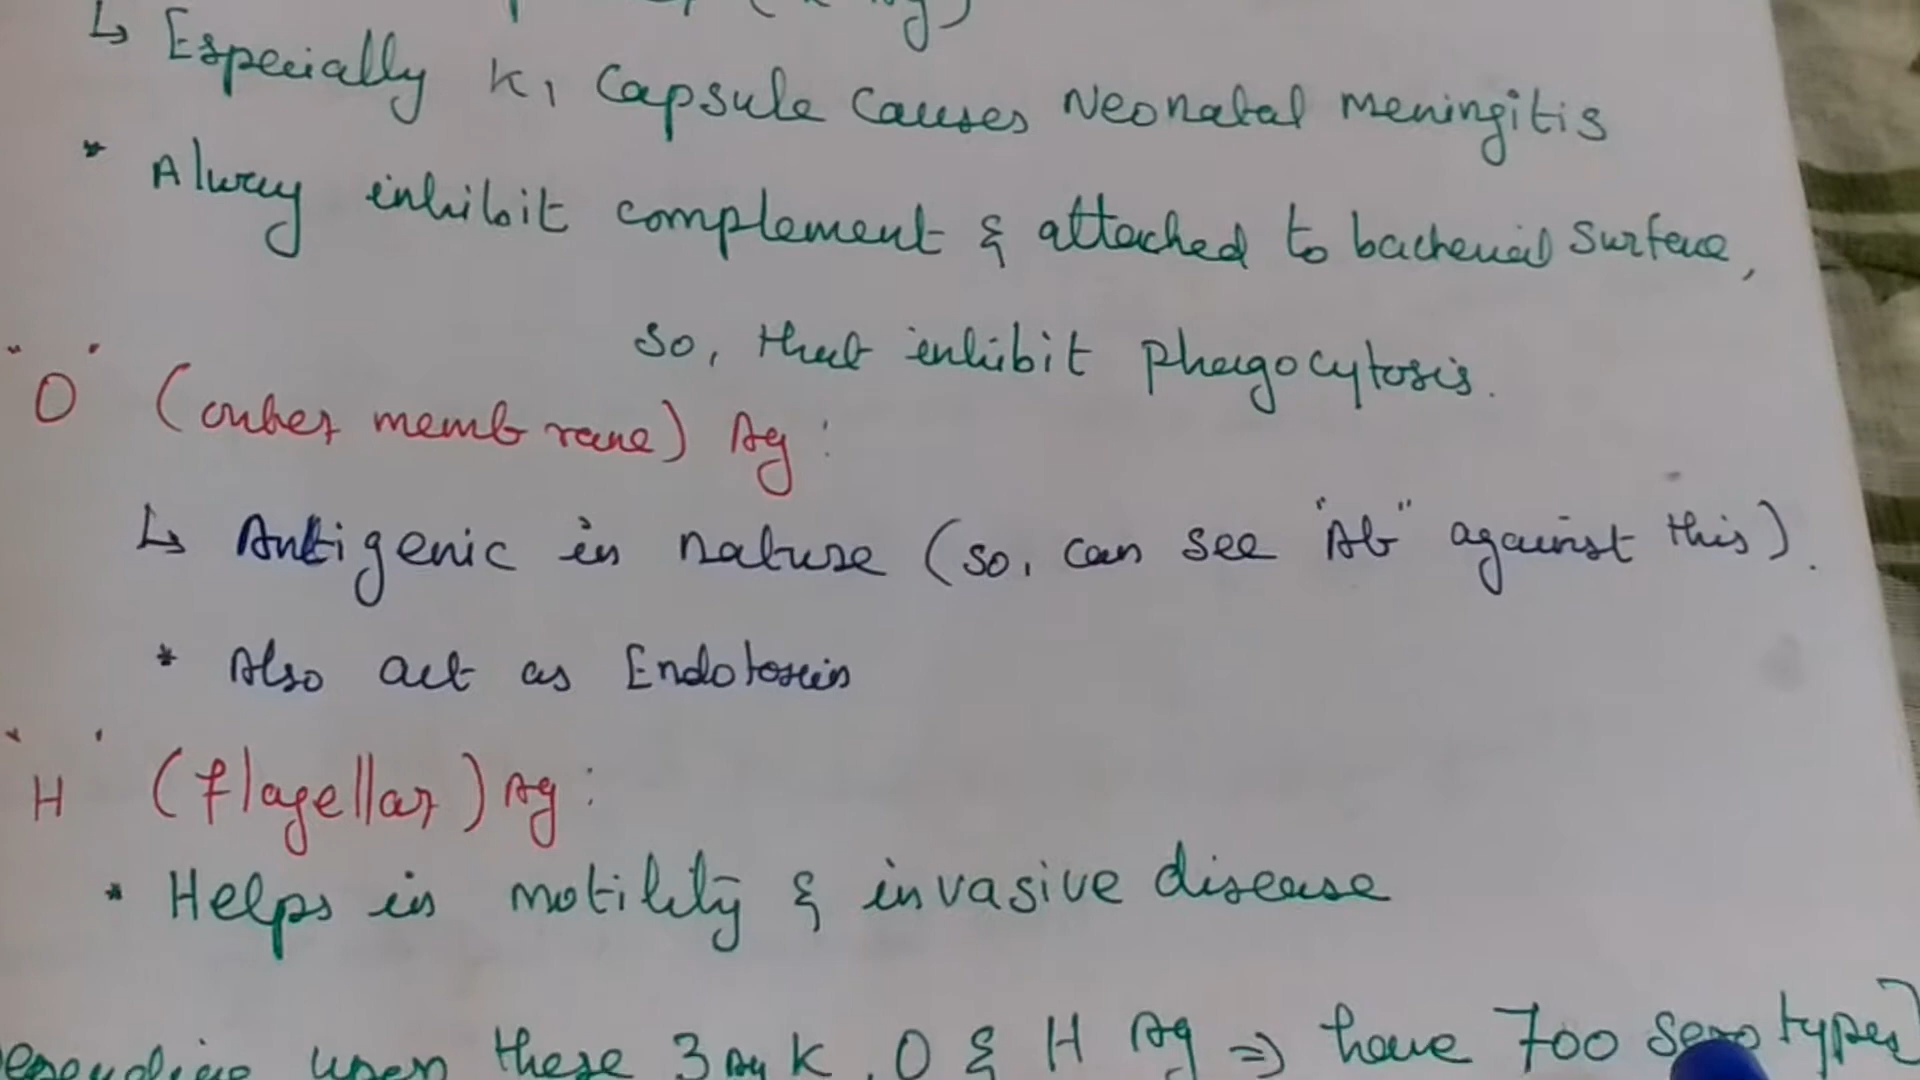 ↳ Especially K1 Capsule causes Neonatal meningitis
* Alway inhibit complement & attached to bacterial surface,
so, that inhibit phagocytosis.
"O" (outer membrane) Ag:
↳ Antigenic in nature (so, can see "Ab" against this).
* Also act as Endotoxin
"H" (flagellar) Ag:
* Helps in motility & invasive disease
upon these 3 Ag K, O & H Ag ⇒ have 700 serotypes]